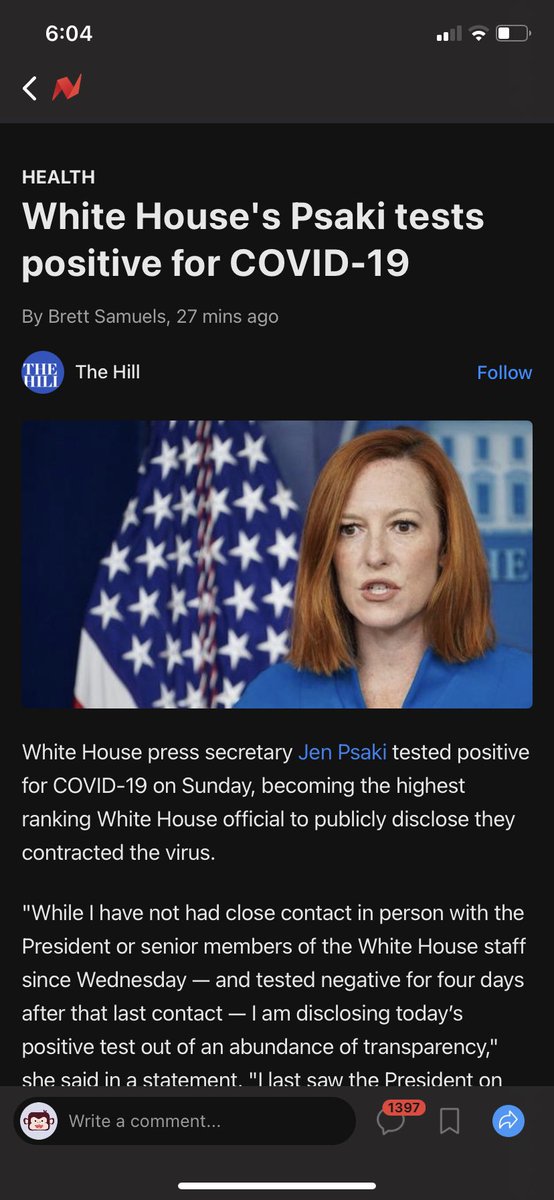 6:04
HEALTH
White House's Psaki tests
positive for COVID-19
By Brett Samuels, 27 mins ago
THE
HILL
The Hill
Follow
HE
White House press secretary Jen Psaki tested positive
for COVID-19 on Sunday, becoming the highest
ranking White House official to publicly disclose they
contracted the virus.
"While I have not had close contact in person with the
President or senior members of the White House staff
since Wednesday — and tested negative for four days
after that last contact — I am disclosing today’s
positive test out of an abundance of transparency,"
she said in a statement. "I last saw the President on
Write a comment...
1397